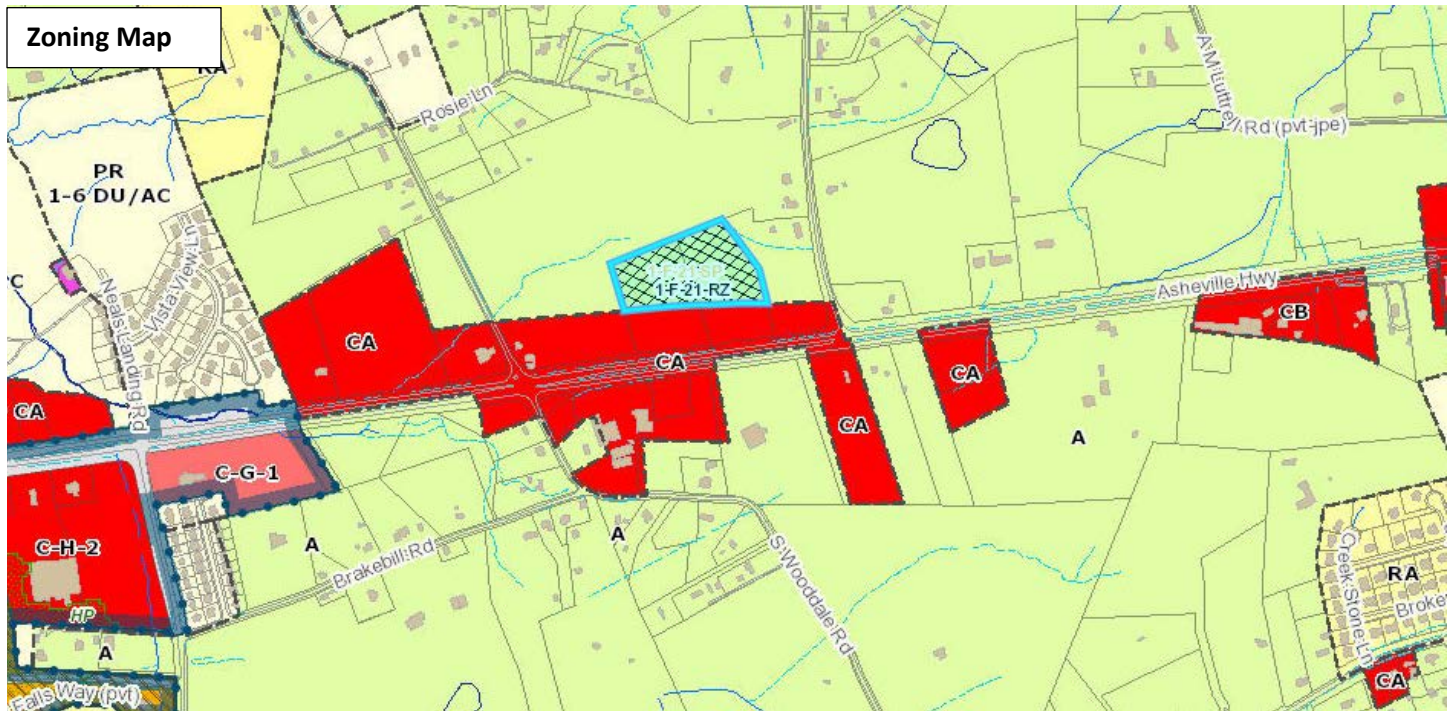 Zoning Map
RA
Rosie Ln
A M Luttrell Rd (pvt-jpe)
PR
1-6 DU/AC
Vista View Ln
Neals Landing Rd
C
1-F-21-SP
1-F-21-RZ
Asheville Hwy
CB
CA
CA
CA
CA
CA
C-G-1
A
C-H-2
A
A
Brakebill Rd
S Wooddale Rd
HP
A
RA
Creek Stone Ln
Broke
CA
Falls Way (pvt)